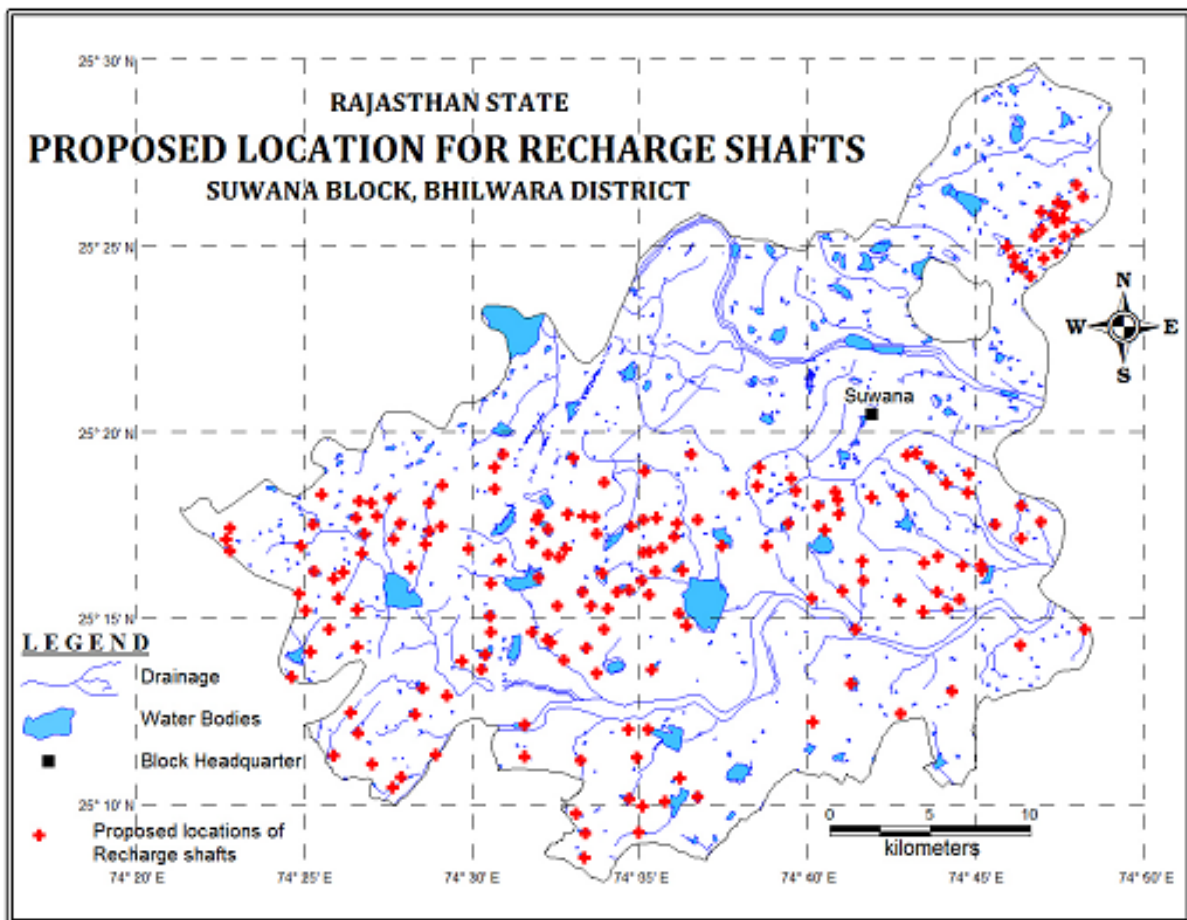 RAJASTHAN STATE
PROPOSED LOCATION FOR RECHARGE SHAFTS
SUWANA BLOCK, BHILWARA DISTRICT
25° 30' N
25° 25' N
25° 20' N
25° 15' N
25° 10' N
N
W E
S
Suwana
LEGEND
Drainage
Water Bodies
Block Headquarter
Proposed locations of
Recharge shafts
0 5 10
kilometers
74° 20' E 74° 25' E 74° 30' E 74° 35' E 74° 40' E 74° 45' E 74° 50' E